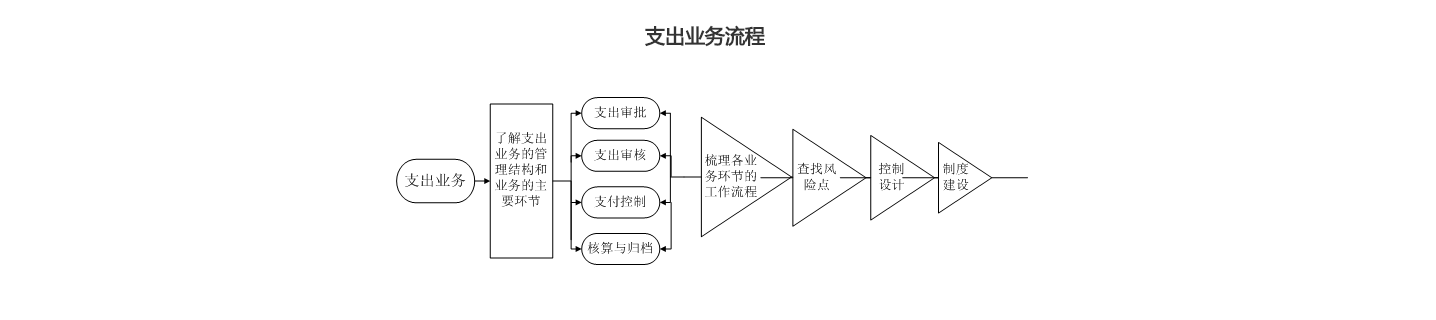 支出业务流程
支出业务
了解支出
业务的管
理结构和
业务的主
要环节
支出审批
支出审核
支付控制
核算与归档
梳理各业
务环节的
工作流程
查找风
险点
控制
设计
制度
建设